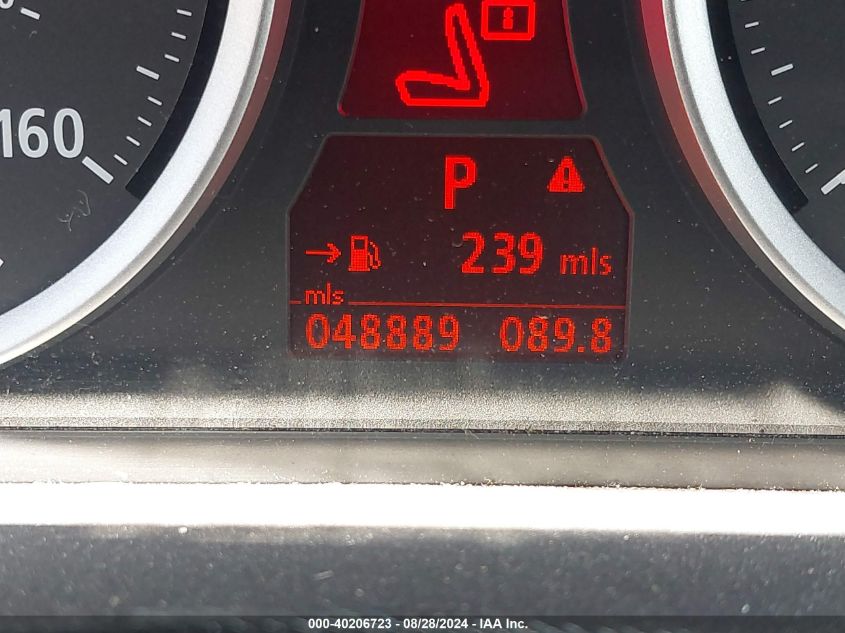 160
P
239 mls
mls
048889 089.8
000-40206723 - 08/28/2024 - IAA Inc.